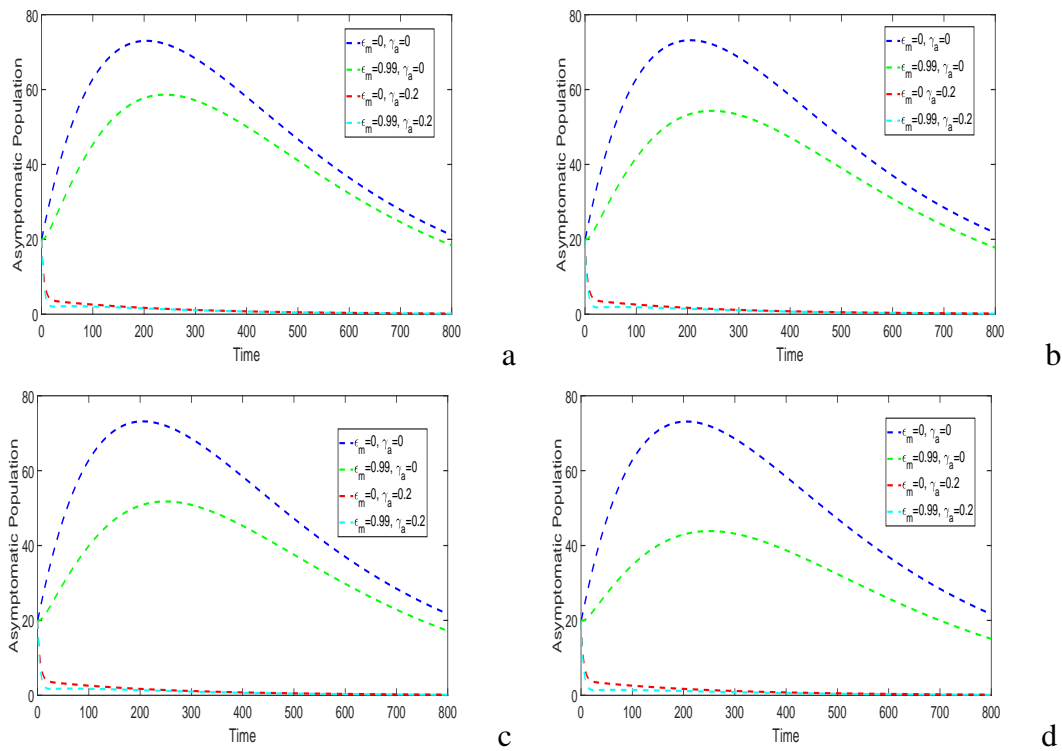 80
60
40
20
0
Asymptomatic Population
ϵm=0, γa=0
ϵm=0.99, γa=0
ϵm=0, γa=0.2
ϵm=0.99, γa=0.2
0 100 200 300 400 500 600 700 800
Time
a
80
60
40
20
0
Asymptomatic Population
ϵm=0, γa=0
ϵm=0.99, γa=0
ϵm=0 γa=0.2
ϵm=0.99, γa=0.2
0 100 200 300 400 500 600 700 800
Time
b
80
60
40
20
0
Asymptomatic Population
ϵm=0, γa=0
ϵm=0.99, γa=0
ϵm=0, γa=0.2
ϵm=0.99, γa=0.2
0 100 200 300 400 500 600 700 800
Time
c
80
60
40
20
0
Asymptomatic Population
ϵm=0, γa=0
ϵm=0.99, γa=0
ϵm=0, γa=0.2
ϵm=0.99, γa=0.2
0 100 200 300 400 500 600 700 800
Time
d